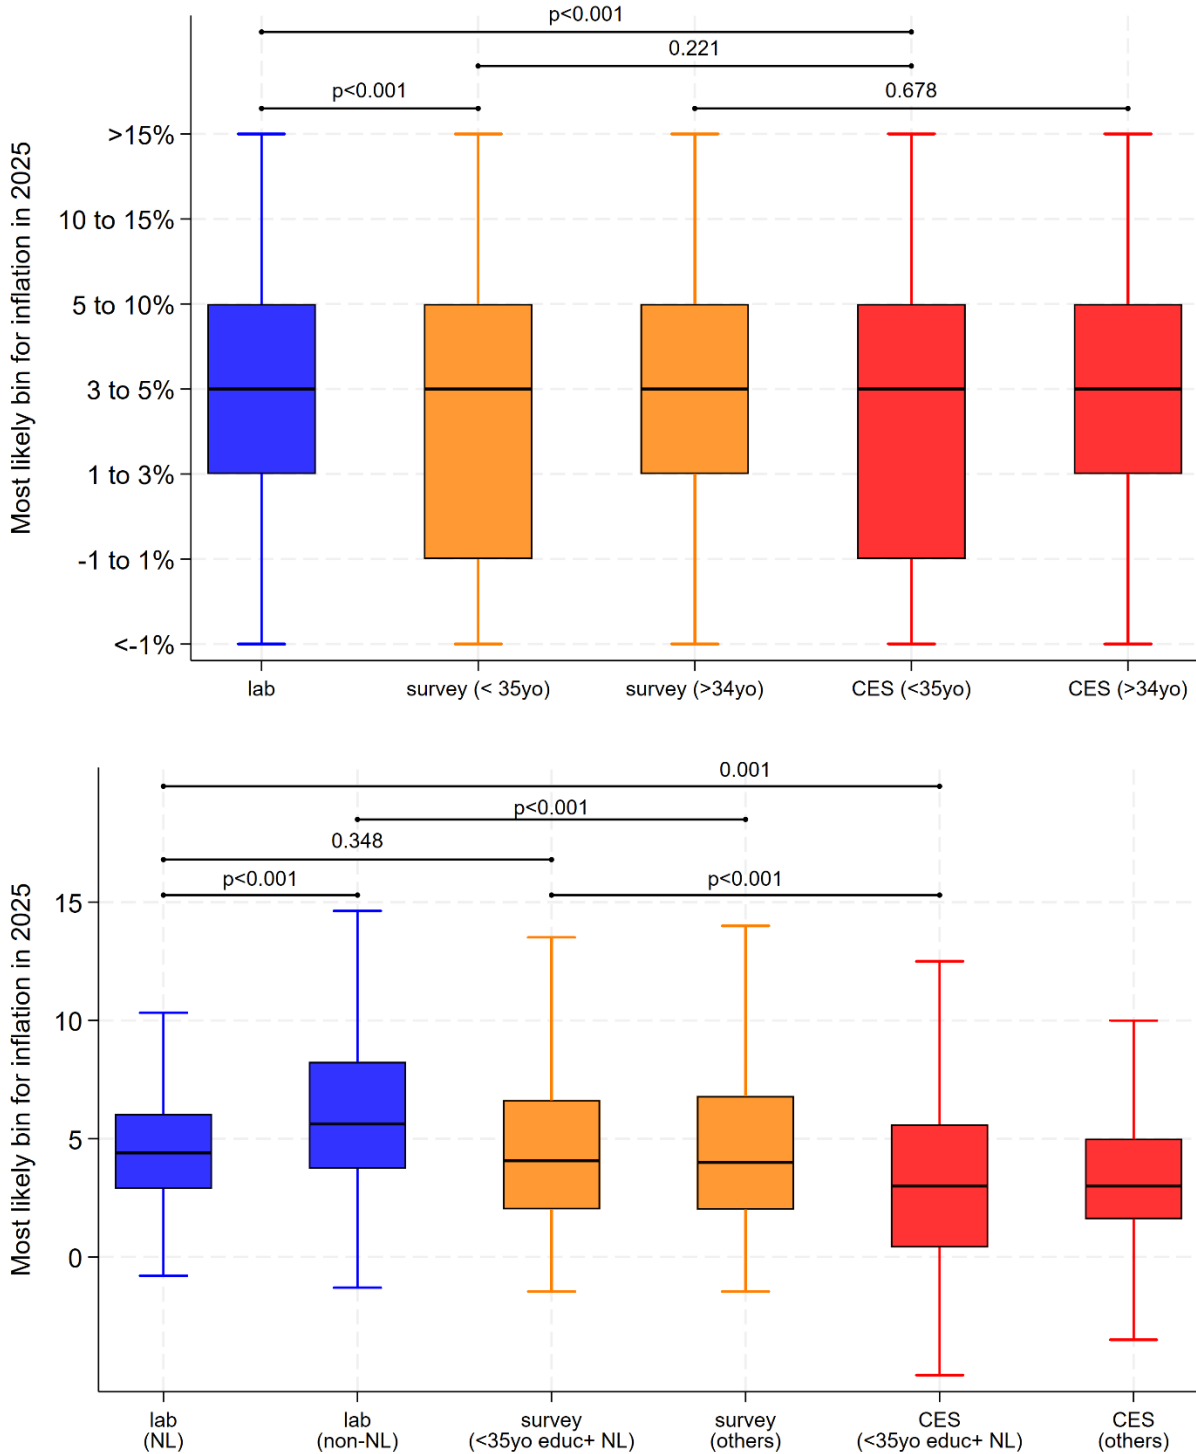 p<0.001
0.221
p<0.001
0.678
Most likely bin for inflation in 2025
>15%
10 to 15%
5 to 10%
3 to 5%
1 to 3%
-1 to 1%
<-1%
lab
survey (< 35yo)
survey (>34yo)
CES (<35yo)
CES (>34yo)
0.001
p<0.001
0.348
p<0.001
p<0.001
Most likely bin for inflation in 2025
15
10
5
0
lab
(NL)
lab
(non-NL)
survey
(<35yo educ+ NL)
survey
(others)
CES
(<35yo educ+ NL)
CES
(others)